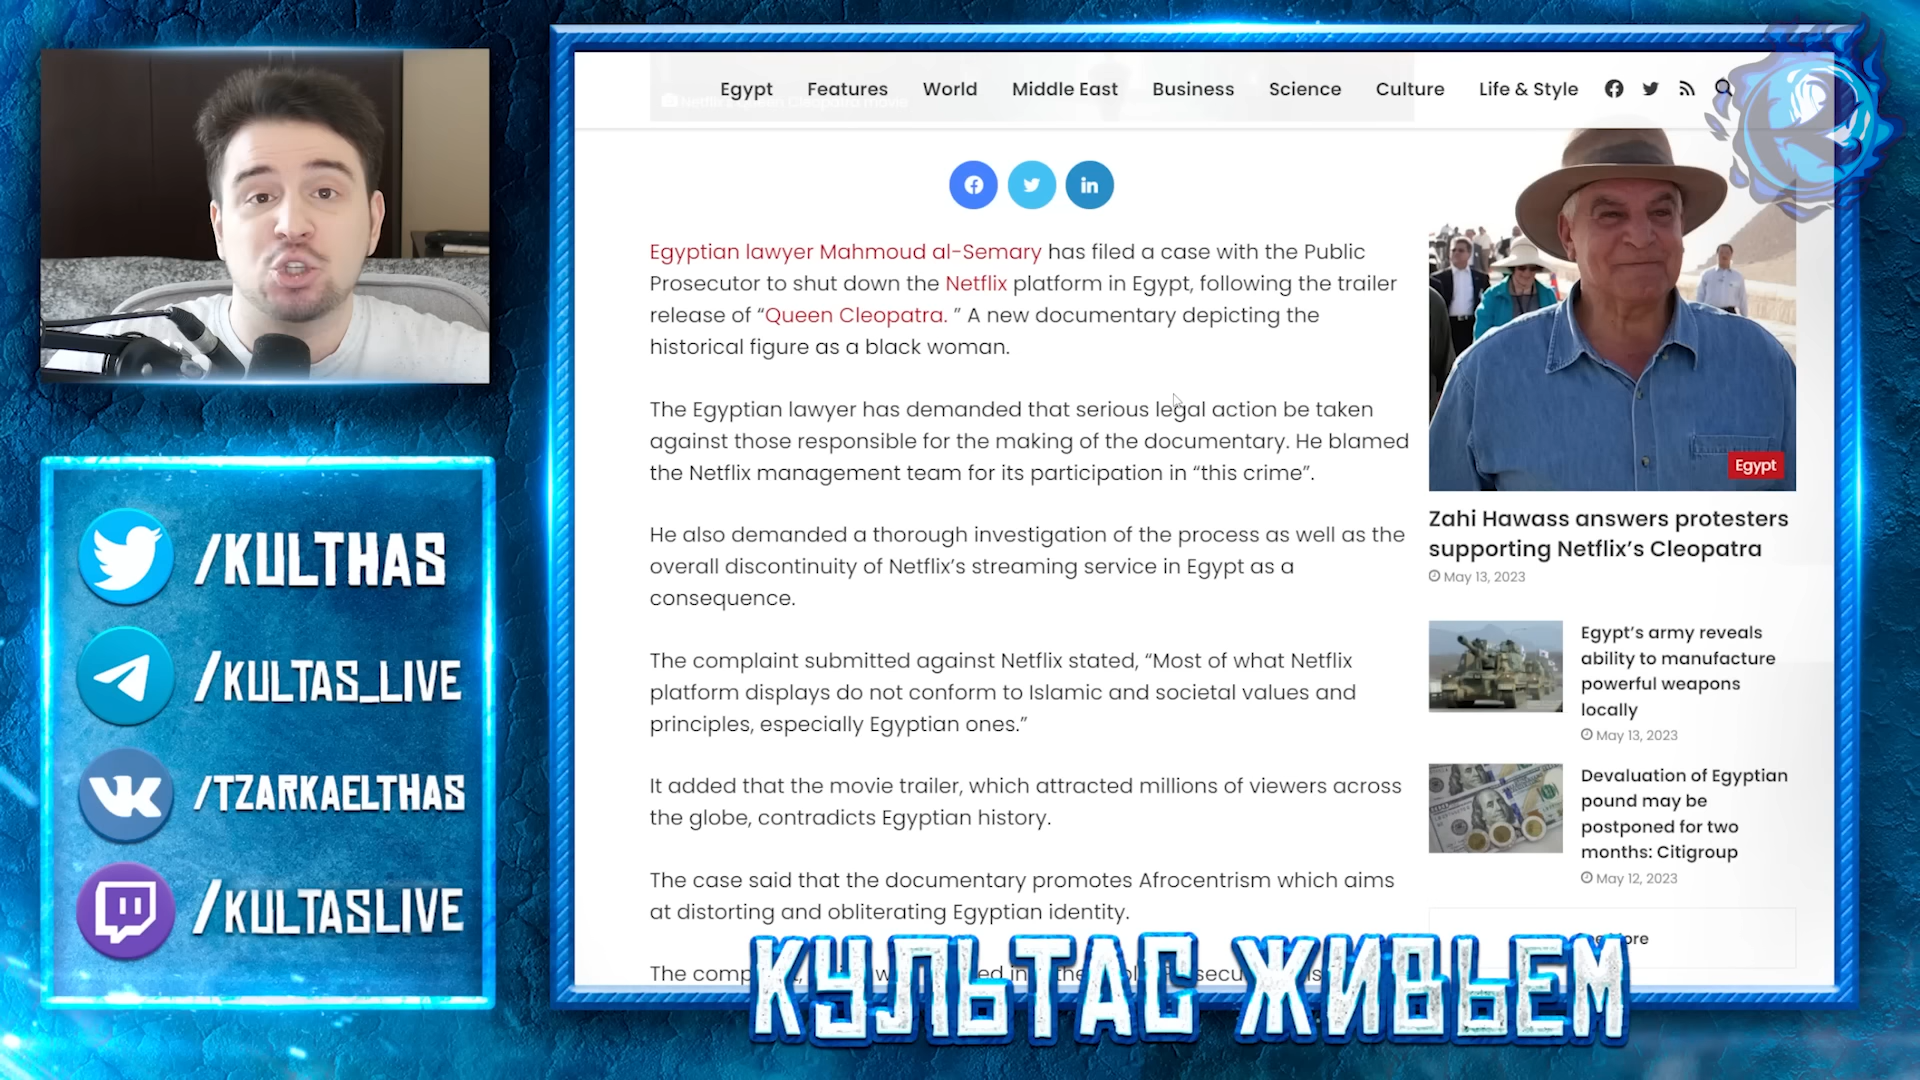 Egypt Features World Middle East Business Science Culture Life & Style
Egyptian lawyer Mahmoud al-Semary has filed a case with the Public
Prosecutor to shut down the Netflix platform in Egypt, following the trailer
release of “Queen Cleopatra. ” A new documentary depicting the
historical figure as a black woman.
The Egyptian lawyer has demanded that serious legal action be taken
against those responsible for the making of the documentary. He blamed
the Netflix management team for its participation in “this crime”.
He also demanded a thorough investigation of the process as well as the
overall discontinuity of Netflix’s streaming service in Egypt as a
consequence.
The complaint submitted against Netflix stated, “Most of what Netflix
platform displays do not conform to Islamic and societal values and
principles, especially Egyptian ones.”
It added that the movie trailer, which attracted millions of viewers across
the globe, contradicts Egyptian history.
The case said that the documentary promotes Afrocentrism which aims
at distorting and obliterating Egyptian identity.
The
Egypt
Zahi Hawass answers protesters
supporting Netflix’s Cleopatra
May 13, 2023
Egypt’s army reveals
ability to manufacture
powerful weapons
locally
May 13, 2023
Devaluation of Egyptian
pound may be
postponed for two
months: Citigroup
May 12, 2023
/KULTHAS
/KULTAS_LIVE
/TZARKAELTHAS
/KULTASLIVE
КУЛЬТАС ЖИВЬЕМ